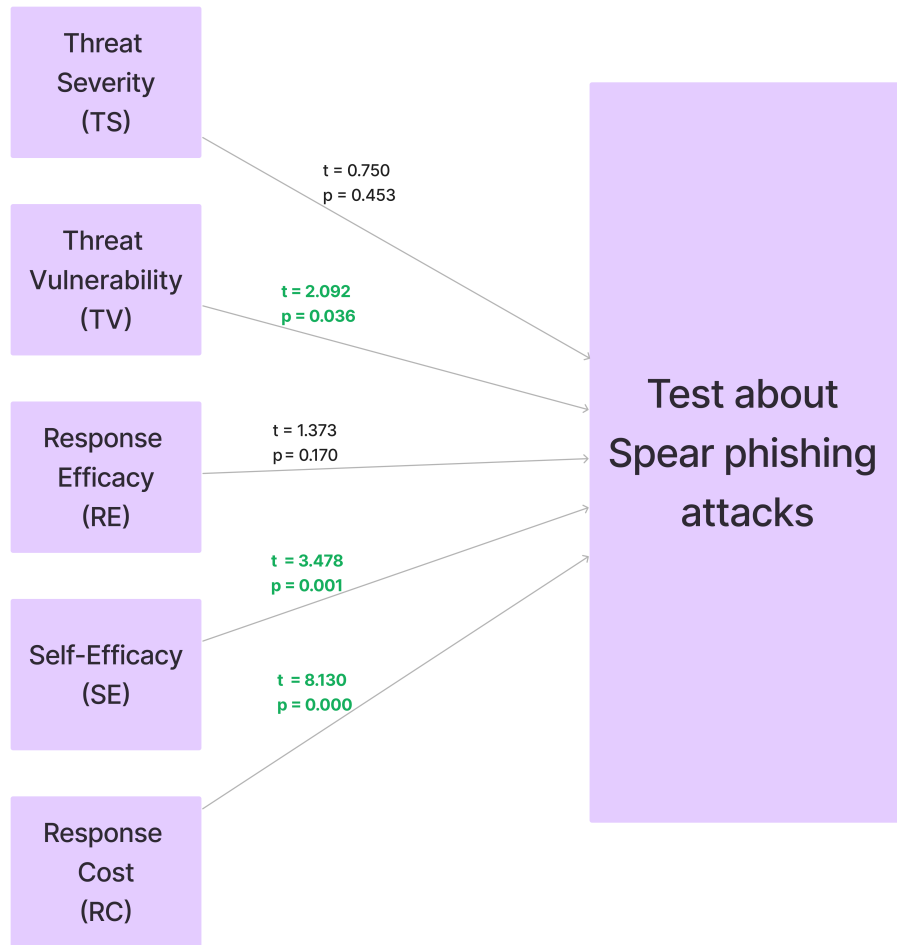 Threat
Severity
(TS)
t = 0.750
p = 0.453
Threat
Vulnerability
(TV)
t = 2.092
p = 0.036
Response
Efficacy
(RE)
t = 1.373
p = 0.170
Self-Efficacy
(SE)
t = 3.478
p = 0.001
Response
Cost
(RC)
t = 8.130
p = 0.000
Test about
Spear phishing
attacks